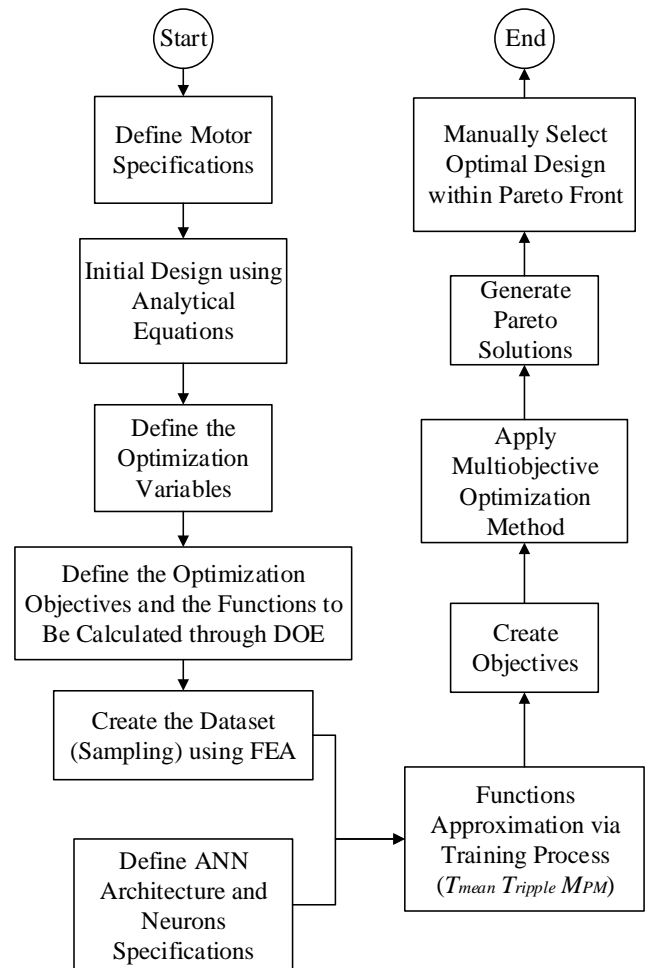 Start
Define Motor
Specifications
Initial Design using
Analytical
Equations
Define the
Optimization
Variables
Define the Optimization
Objectives and the Functions to
Be Calculated through DOE
Create the Dataset
(Sampling) using FEA
Define ANN
Architecture and
Neurons
Specifications
Functions
Approximation via
Training Process
(Tmean Tripple MPM)
Create
Objectives
Apply
Multiobjective
Optimization
Method
Generate
Pareto
Solutions
Manually Select
Optimal Design
within Pareto Front
End